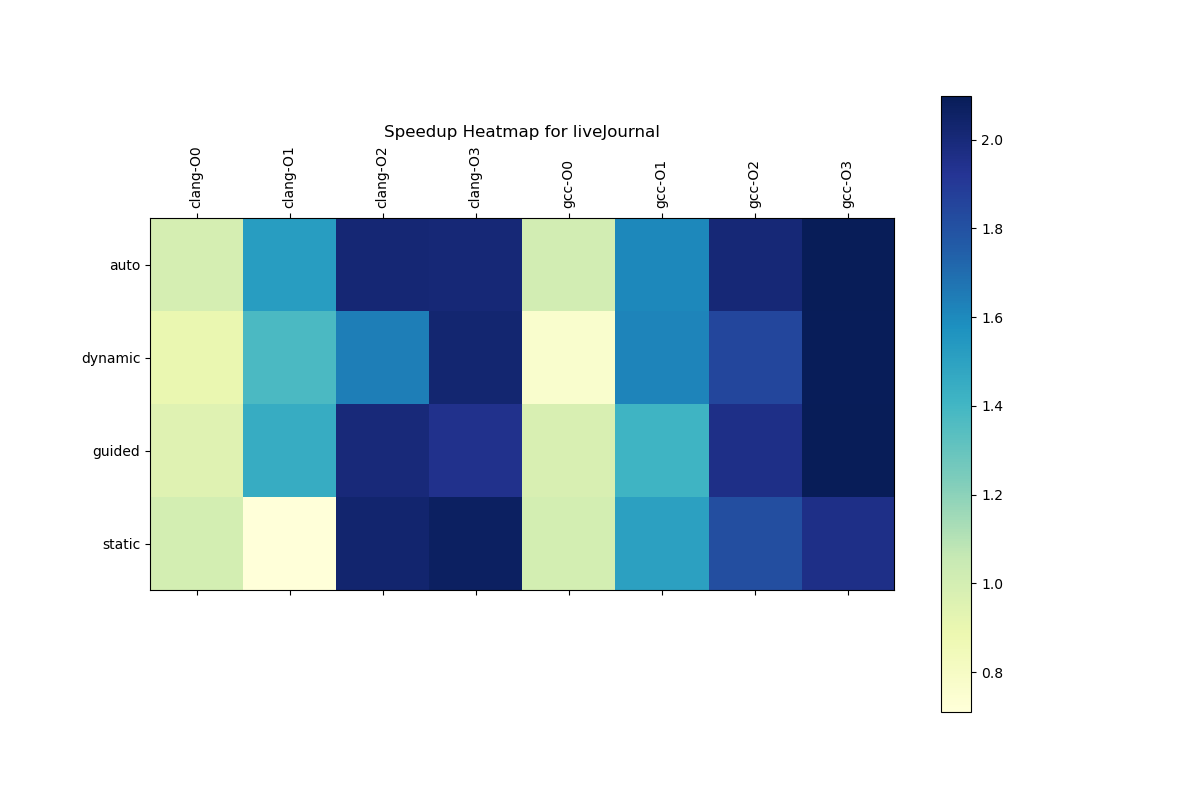 Speedup Heatmap for liveJournal
clang-O0
clang-O1
clang-O2
clang-O3
gcc-O0
gcc-O1
gcc-O2
gcc-O3
auto
dynamic
guided
static
2.0
1.8
1.6
1.4
1.2
1.0
0.8